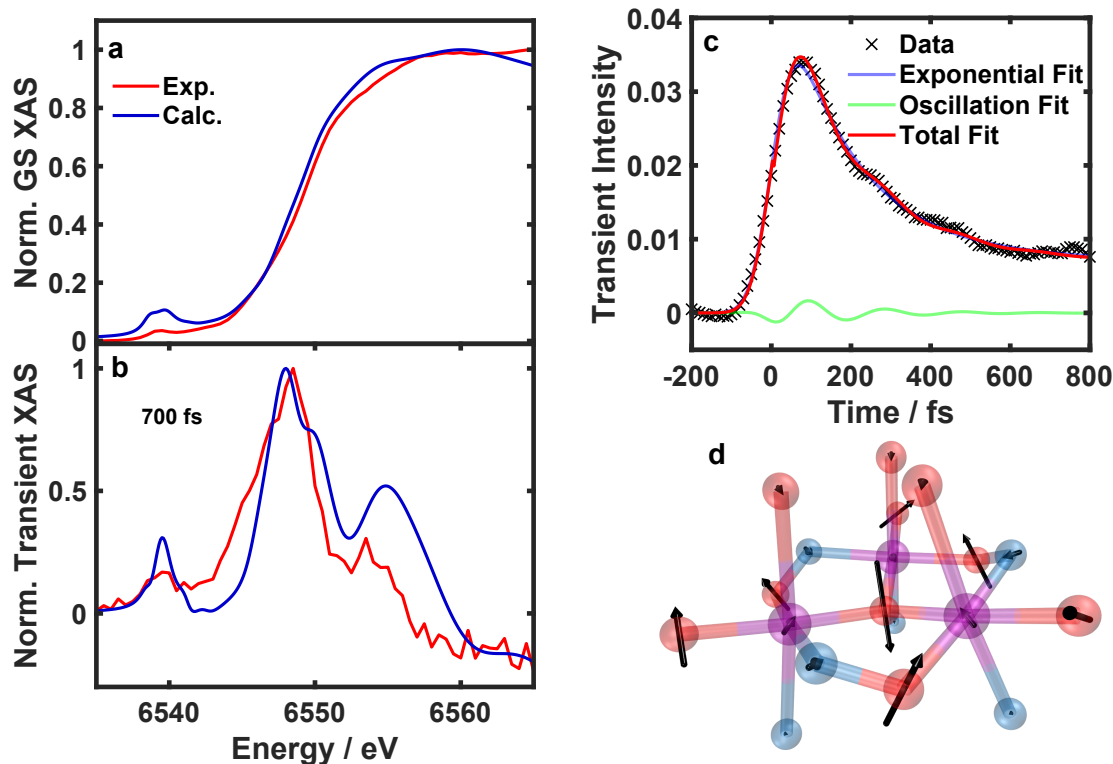 a
Norm. GS XAS
1
0.8
0.6
0.4
0.2
0
Exp.
Calc.
b
Norm. Transient XAS
1
0.5
0
700 fs
6540
6550
6560
Energy / eV
c
Transient Intensity
0.04
0.03
0.02
0.01
0
Data
Exponential Fit
Oscillation Fit
Total Fit
-200
0
200
400
600
800
Time / fs
d